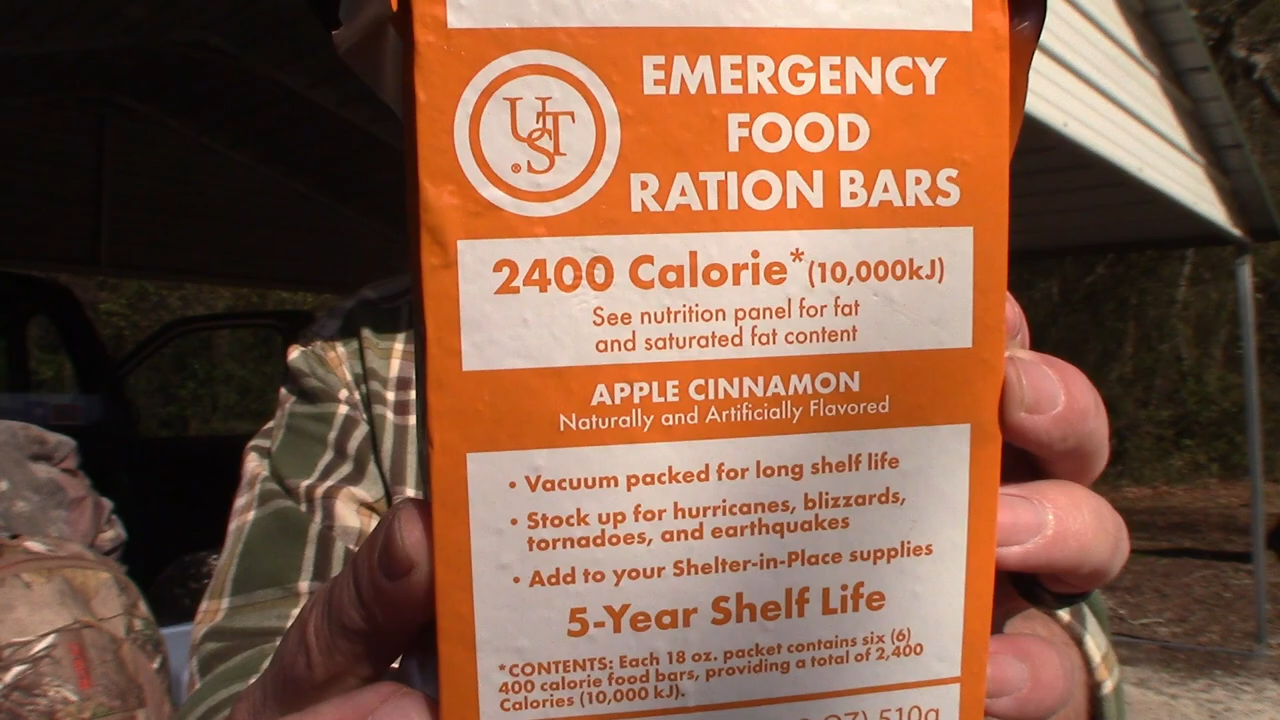 UST
®
EMERGENCY
FOOD
RATION BARS
2400 Calorie* (10,000kJ)
See nutrition panel for fat
and saturated fat content
APPLE CINNAMON
Naturally and Artificially Flavored
• Vacuum packed for long shelf life
• Stock up for hurricanes, blizzards,
tornadoes, and earthquakes
• Add to your Shelter-in-Place supplies
5-Year Shelf Life
*CONTENTS: Each 18 oz. packet contains six (6)
400 calorie food bars, providing a total of 2,400
Calories (10,000 kJ).
OZ) 510g